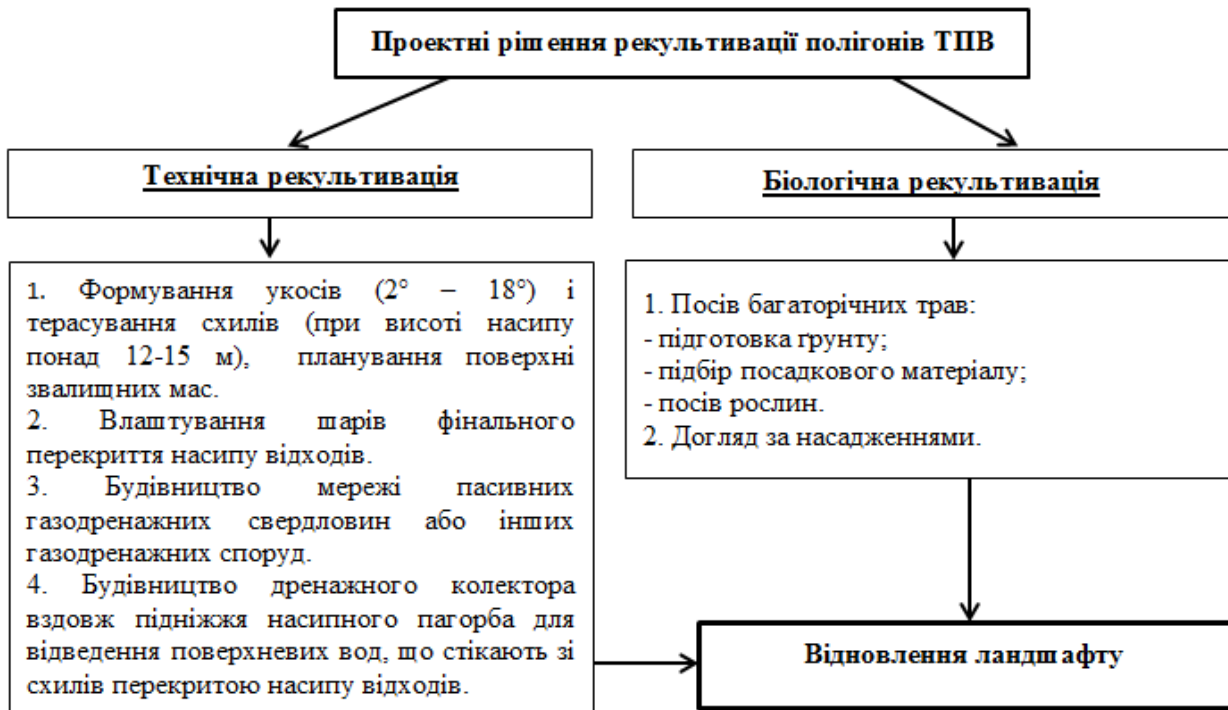 Проектні рішення рекультивації полігонів ТПВ
Технічна рекультивація
Біологічна рекультивація
1. Формування укосів (2° – 18°) і
терасування схилів (при висоті насипу
понад 12-15 м), планування поверхні
звалищних мас.
2. Влаштування шарів фінального
перекриття насипу відходів.
3. Будівництво мережі пасивних
газодренажних свердловин або інших
газодренажних споруд.
4. Будівництво дренажного колектора
вздовж підніжжя насипного пагорба для
відведення поверхневих вод, що стікають зі
схилів перекритою насипу відходів.
1. Посів багаторічних трав:
- підготовка ґрунту;
- підбір посадкового матеріалу;
- посів рослин.
2. Догляд за насадженнями.
Відновлення ландшафту